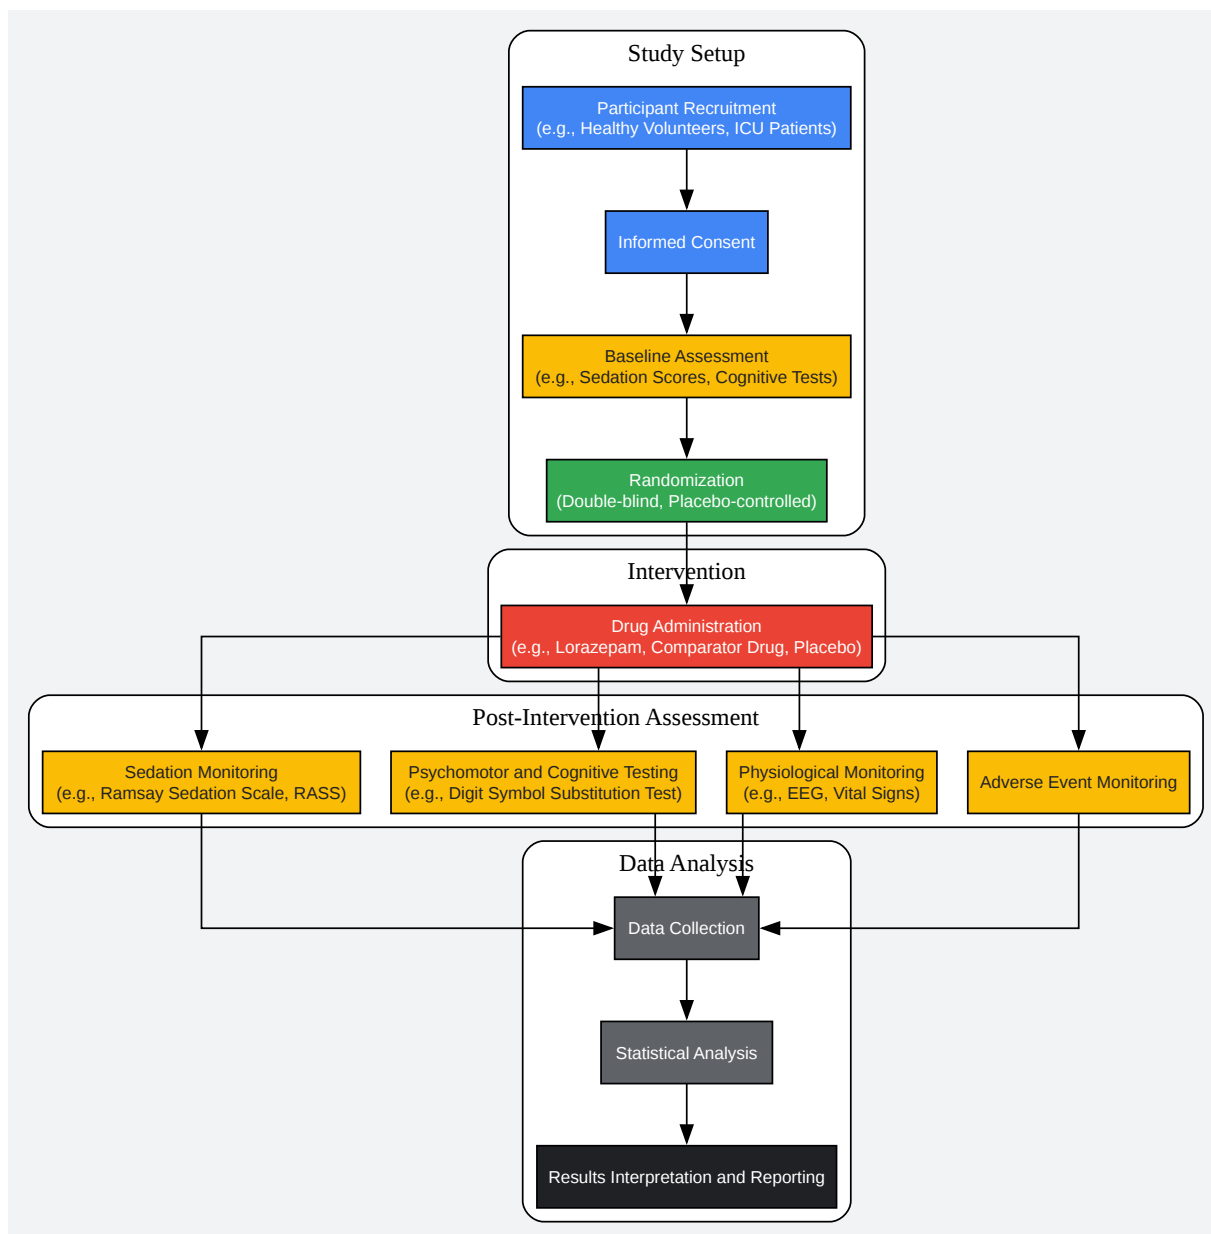 Study Setup
Participant Recruitment
(e.g., Healthy Volunteers, ICU Patients)
Informed Consent
Baseline Assessment
(e.g., Sedation Scores, Cognitive Tests)
Randomization
(Double-blind, Placebo-controlled)
Intervention
Drug Administration
(e.g., Lorazepam, Comparator Drug, Placebo)
Post-Intervention Assessment
Sedation Monitoring
(e.g., Ramsay Sedation Scale, RASS)
Psychomotor and Cognitive Testing
(e.g., Digit Symbol Substitution Test)
Physiological Monitoring
(e.g., EEG, Vital Signs)
Adverse Event Monitoring
Data Analysis
Data Collection
Statistical Analysis
Results Interpretation and Reporting